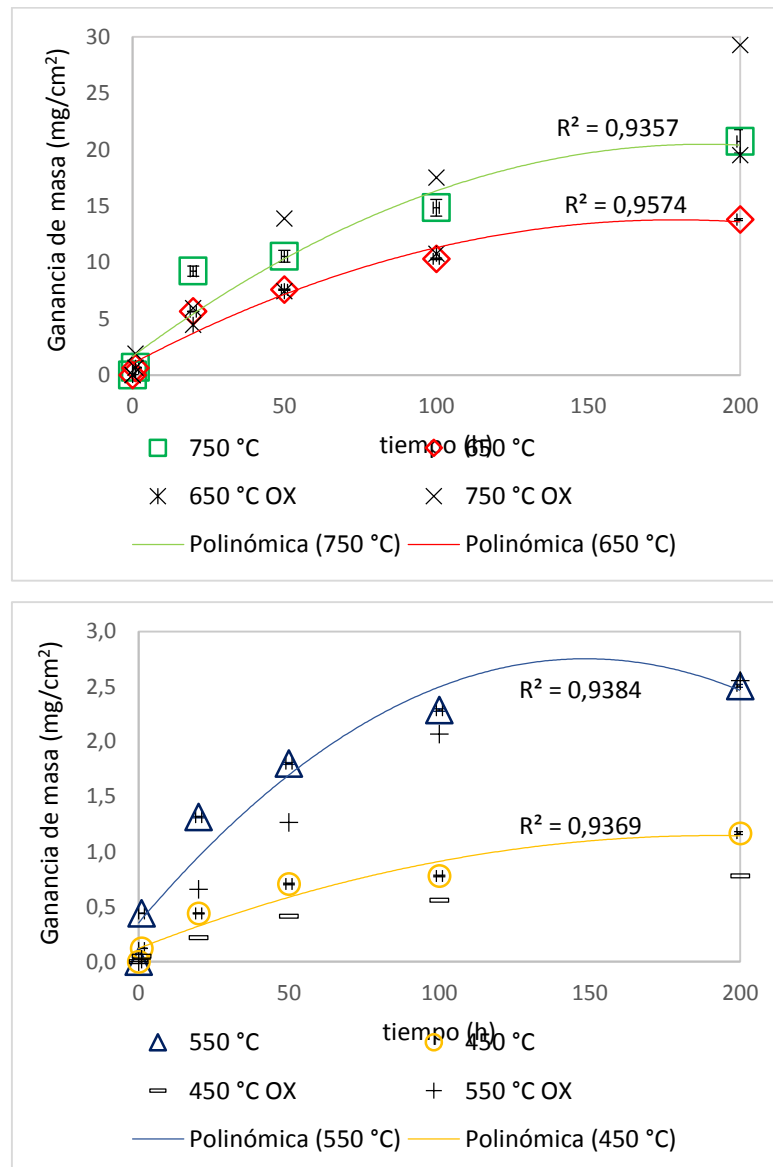 Ganancia de masa (mg/cm²)
30
25
20
15
10
5
0
R² = 0,9357
R² = 0,9574
0 50 100 150 200
tiempo (h)
750 °C 650 °C
650 °C OX 750 °C OX
Polinómica (750 °C) Polinómica (650 °C)
Ganancia de masa (mg/cm²)
3,0
2,5
2,0
1,5
1,0
0,5
0,0
R² = 0,9384
R² = 0,9369
0 50 100 150 200
tiempo (h)
550 °C 450 °C
450 °C OX 550 °C OX
Polinómica (550 °C) Polinómica (450 °C)